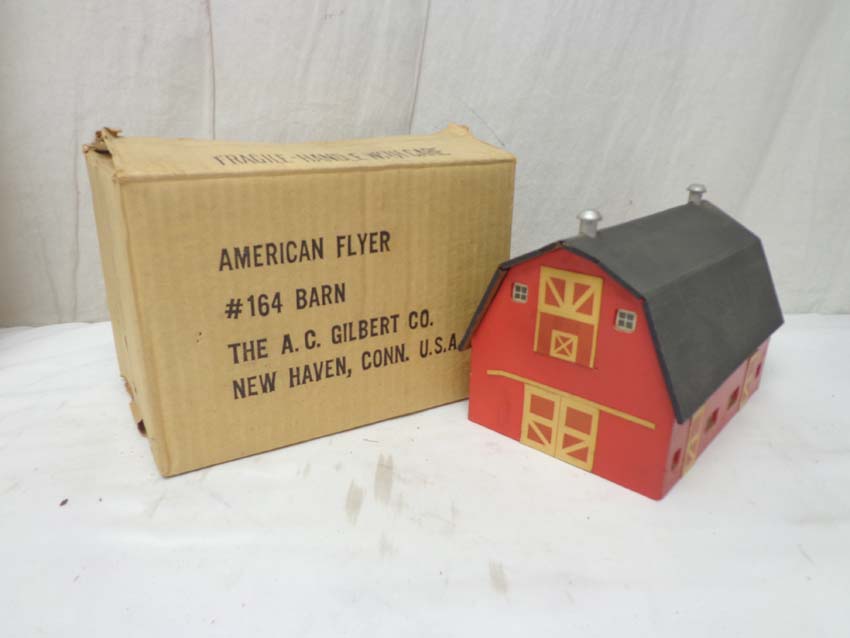 FRAGILE-HANDLE WITH CARE
AMERICAN FLYER
#164 BARN
THE A.C. GILBERT CO.
NEW HAVEN, CONN. U.S.A.